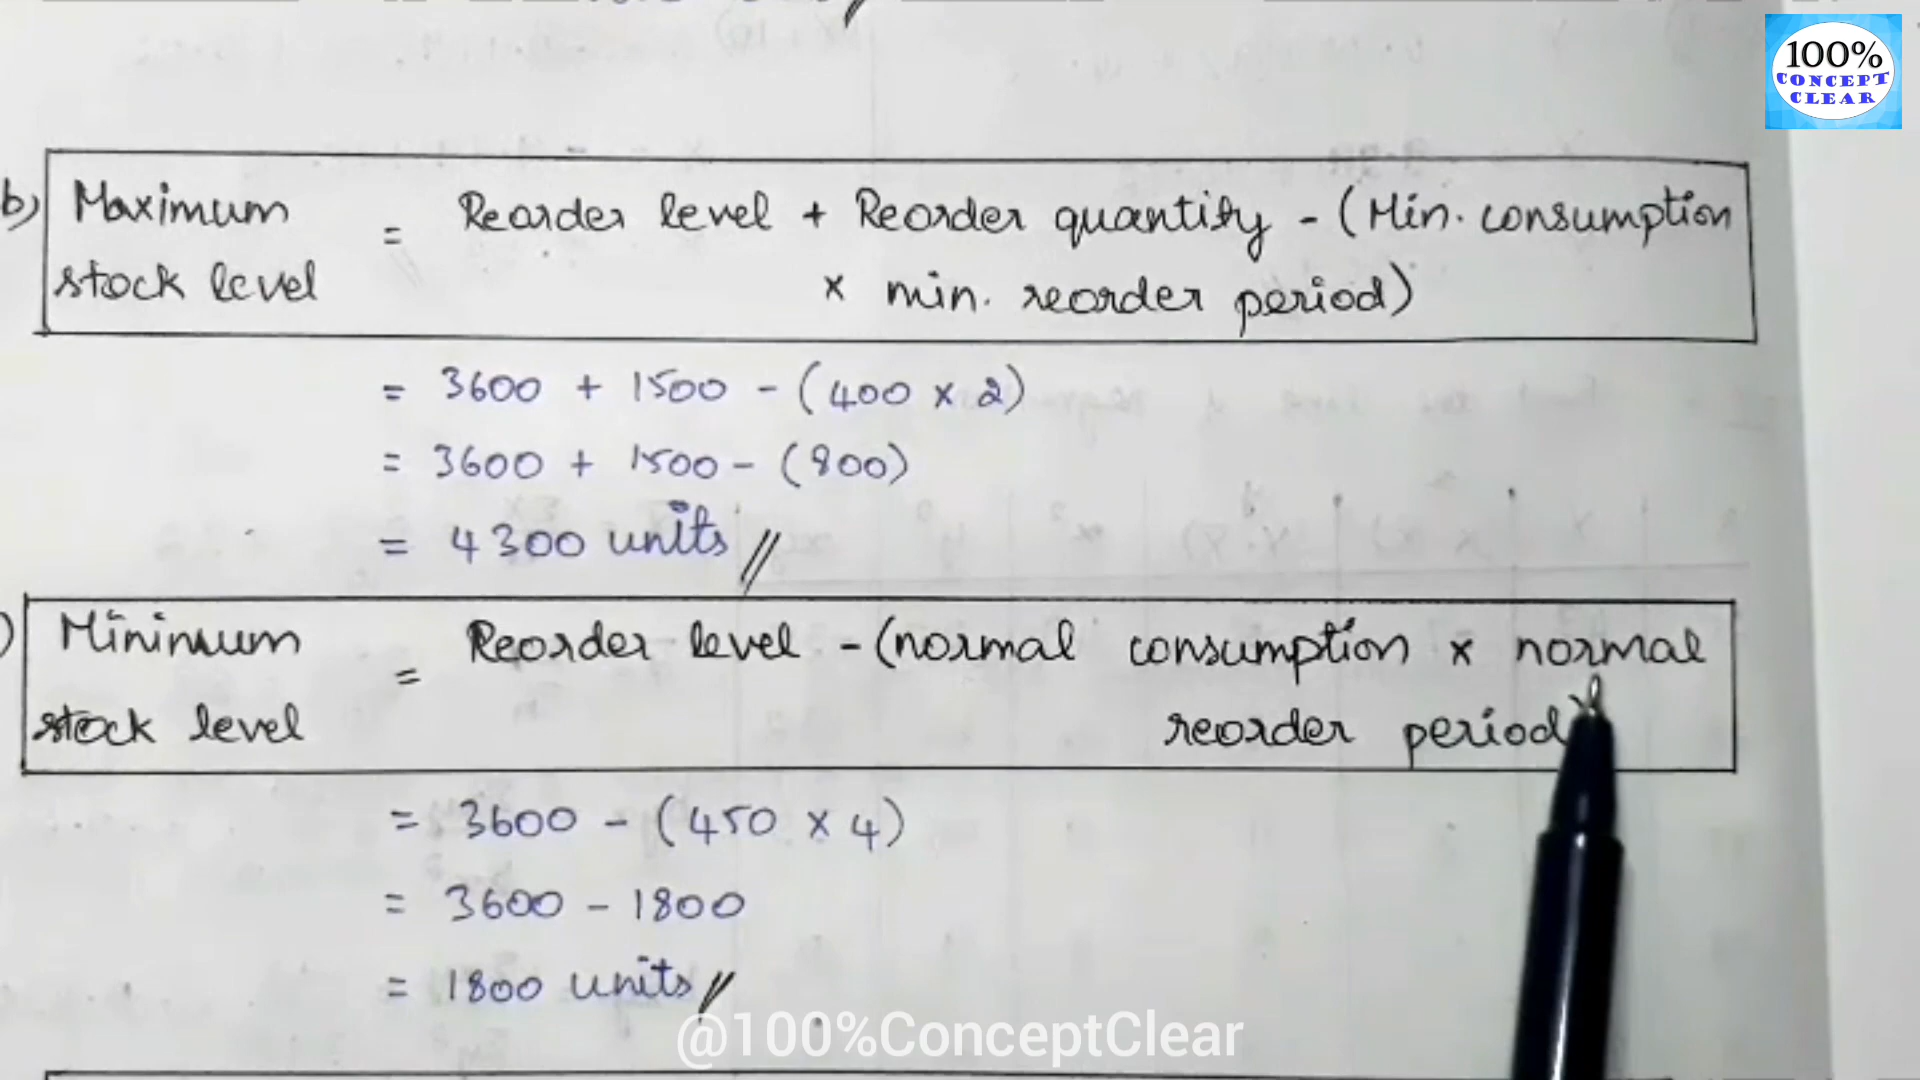 100%
CONCEPT
CLEAR
b) Maximum stock level = Reorder level + Reorder quantity - (Min. consumption
× min. reorder period)
= 3600 + 1500 - (400 × 2)
= 3600 + 1500 - (800)
= 4300 units //
) Minimum stock level = Reorder level - (normal consumption × normal
reorder period)
= 3600 - (450 × 4)
= 3600 - 1800
= 1800 units //
@100%ConceptClear